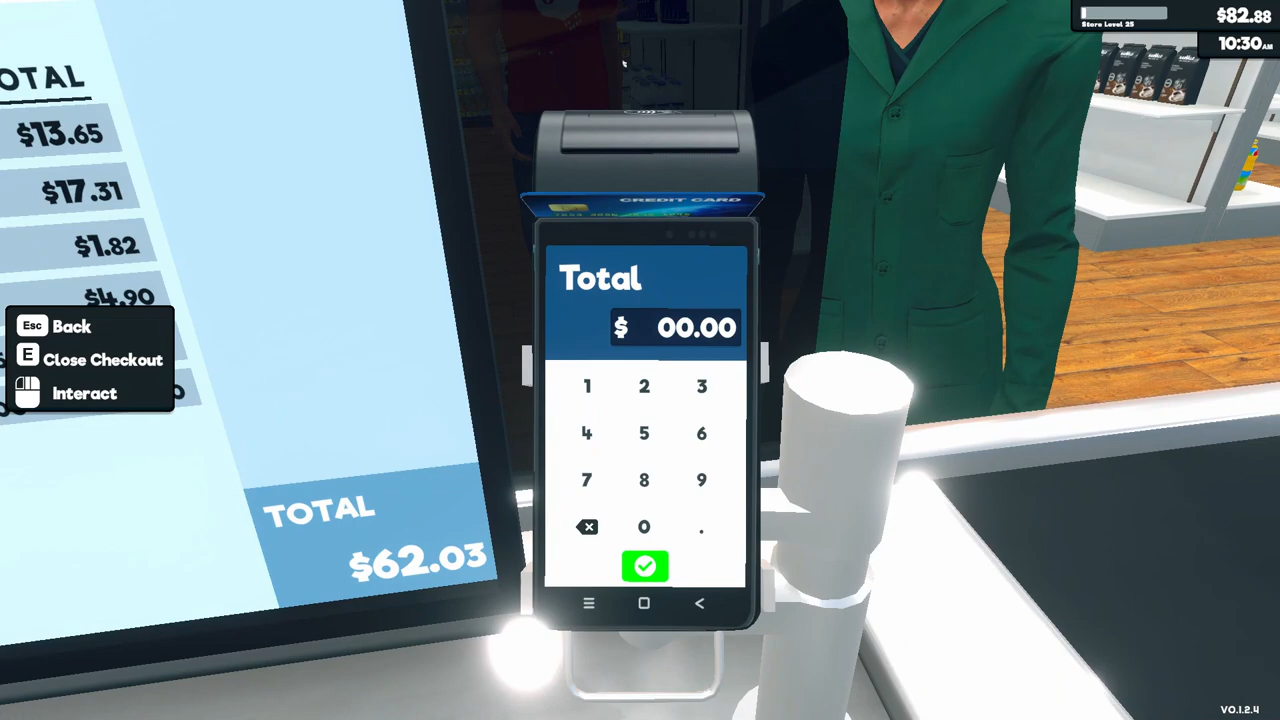 OTAL
$13.65
$17.31
$1.82
$4.90
Esc Back
E Close Checkout
Interact
TOTAL
$62.03
CREDIT CARD
Total
$ 00.00
1 2 3
4 5 6
7 8 9
0 .
Store Level 25
$82.88
10:30AM
V0.1.2.4